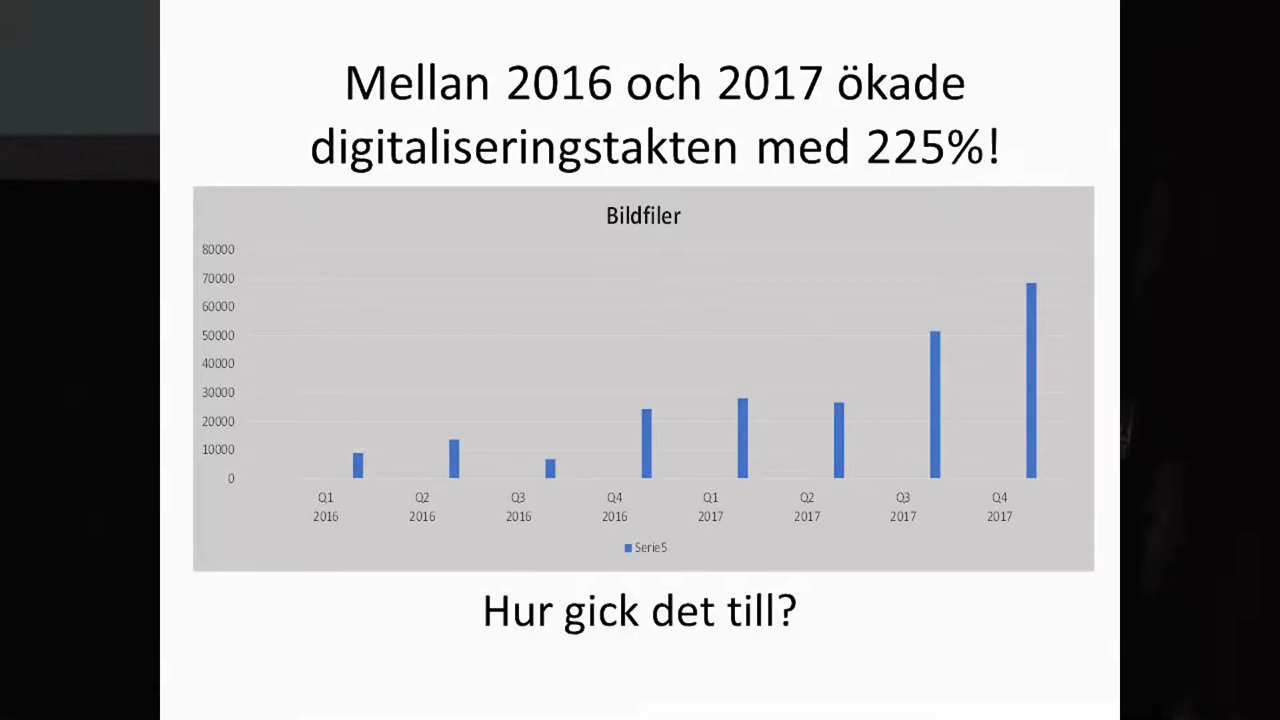 Mellan 2016 och 2017 ökade
digitaliseringstakten med 225%!
Bildfiler
80000
70000
60000
50000
40000
30000
20000
10000
0
Q1 Q2 Q3 Q4 Q1 Q2 Q3 Q4
2016 2016 2016 2016 2017 2017 2017 2017
Serie5
Hur gick det till?